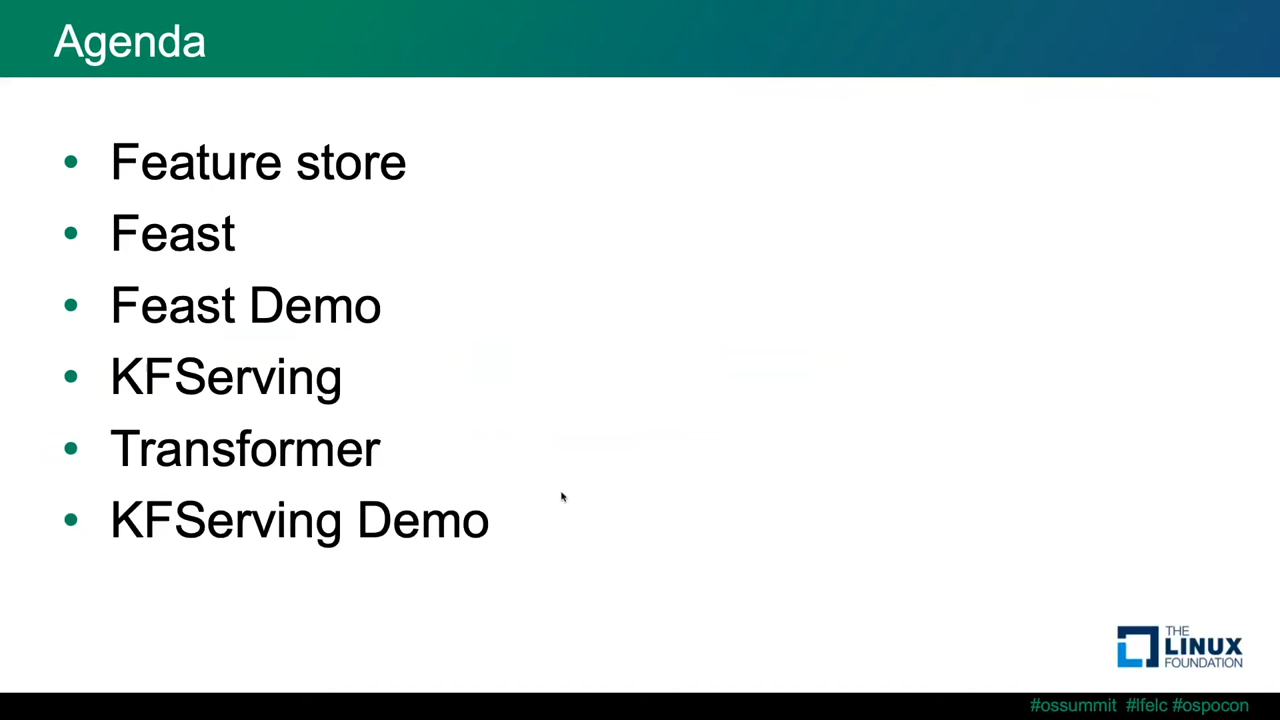 Agenda
• Feature store
• Feast
• Feast Demo
• KFServing
• Transformer
• KFServing Demo
THE
LINUX
FOUNDATION
#ossummit #lfelc #ospocon